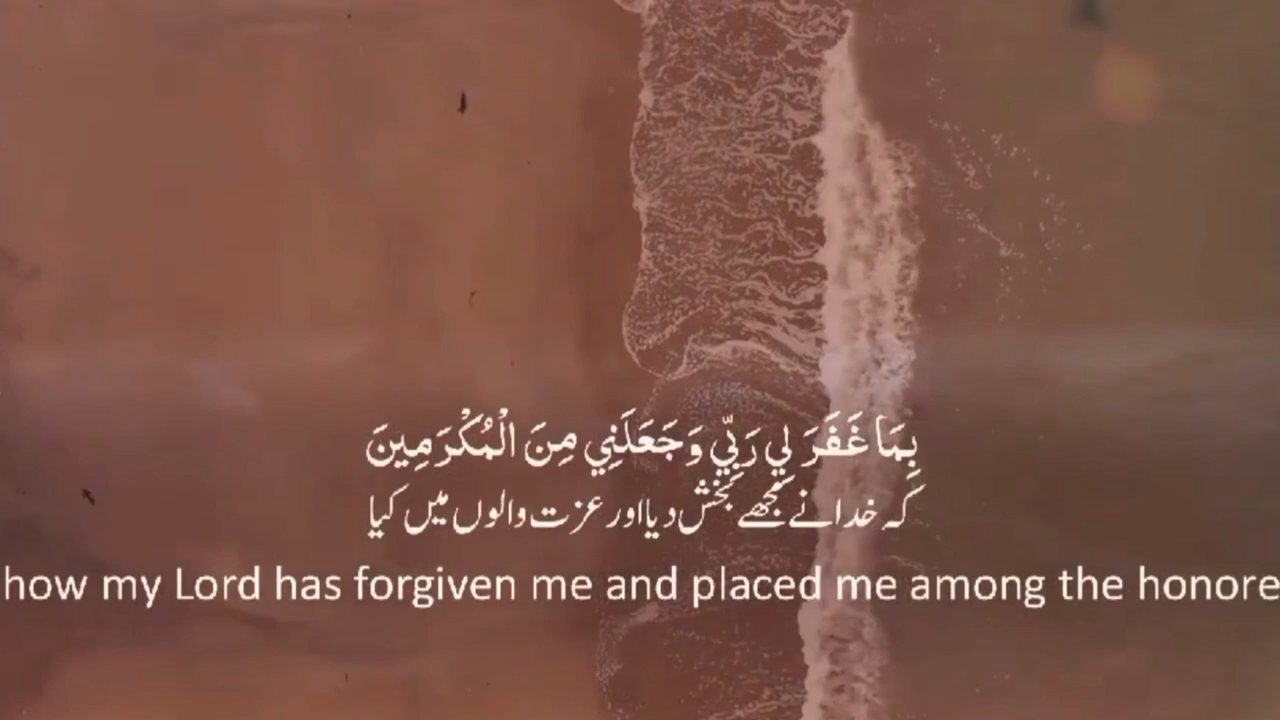 بِمَا غَفَرَ لِي رَبِّي وَجَعَلَنِي مِنَ الْمُكْرَمِينَ
کہ خدا نے مجھے بخش دیا اور عزت والوں میں کیا
how my Lord has forgiven me and placed me among the honore